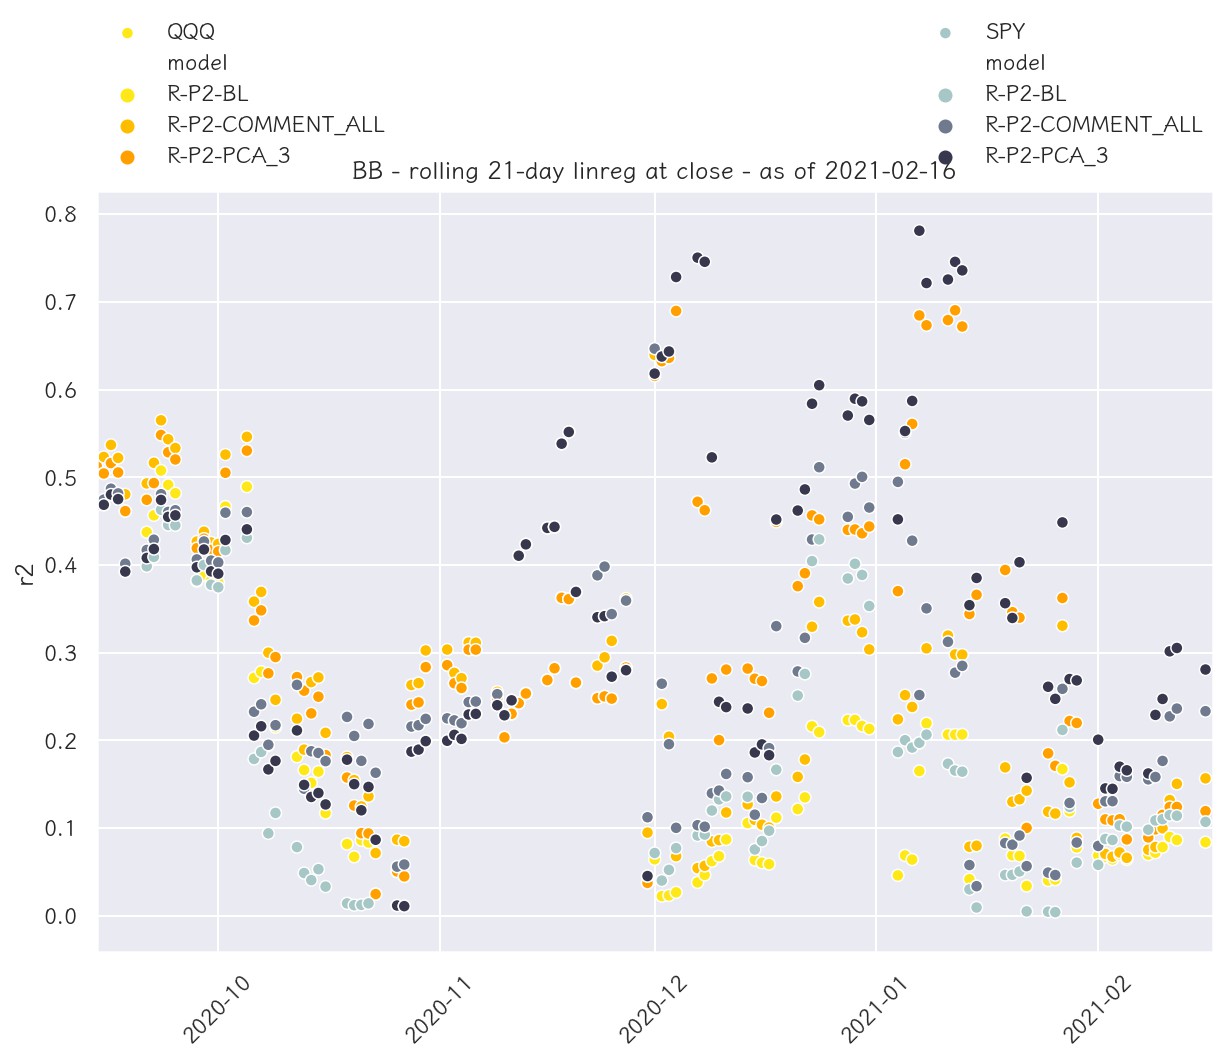 QQQ
model
R-P2-BL
R-P2-COMMENT_ALL
R-P2-PCA_3
SPY
model
R-P2-BL
R-P2-COMMENT_ALL
R-P2-PCA_3
BB - rolling 21-day linreg at close - as of 2021-02-16
0.8
0.7
0.6
0.5
0.4
0.3
0.2
0.1
0.0
r2
2020-10
2020-11
2020-12
2021-01
2021-02